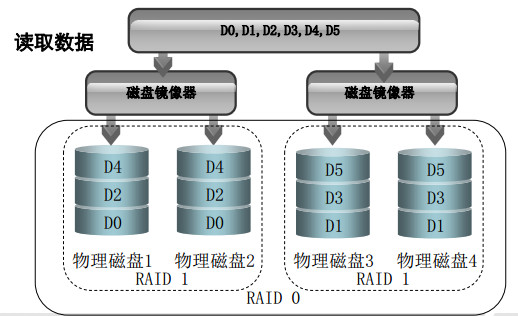 D0, D1, D2, D3, D4, D5
读取数据
磁盘镜像器 磁盘镜像器
D4 D4 D5 D5
D2 D2 D3 D3
D0 D0 D1 D1
物理磁盘1 物理磁盘2 物理磁盘3 物理磁盘4
RAID 1 RAID 1
RAID 0